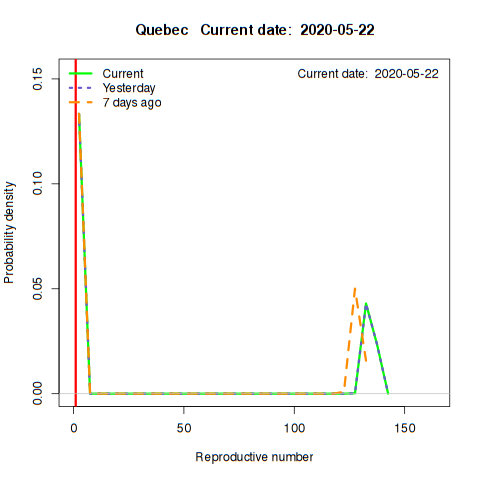 Quebec   Current date:  2020-05-22
Current
Yesterday
7 days ago
Current date:  2020-05-22
Probability density
0.15
0.10
0.05
0.00
0
50
100
150
Reproductive number